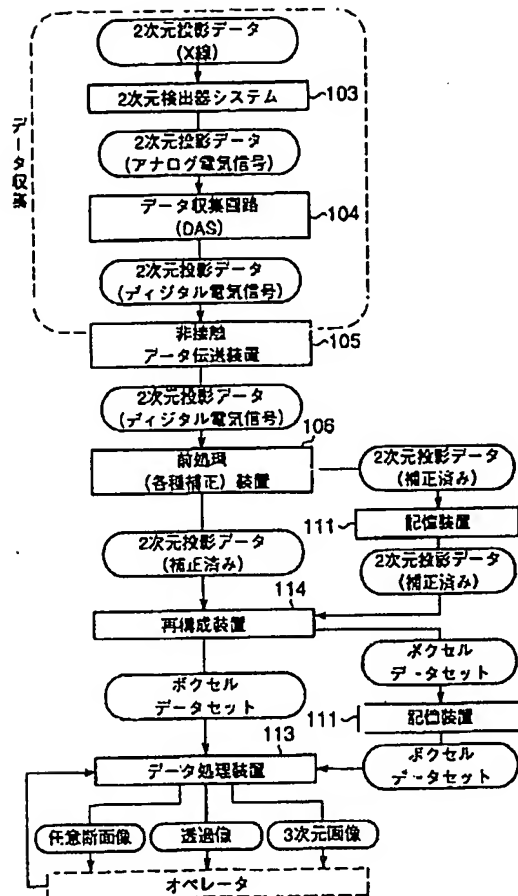 2次元投影データ
(X線)
2次元検出器システム
103
データ収集
2次元投影データ
(アナログ電気信号)
データ収集回路
(DAS)
104
2次元投影データ
(ディジタル電気信号)
非接触
データ伝送装置
105
2次元投影データ
(ディジタル電気信号)
106
前処理
(各種補正)装置
2次元投影データ
(補正済み)
111
記憶装置
2次元投影データ
(補正済み)
2次元投影データ
(補正済み)
114
再構成装置
ボクセル
データセット
ボクセル
データセット
111
記憶装置
113
ボクセル
データセット
データ処理装置
任意断面像
透過像
3次元画像
オペレータ